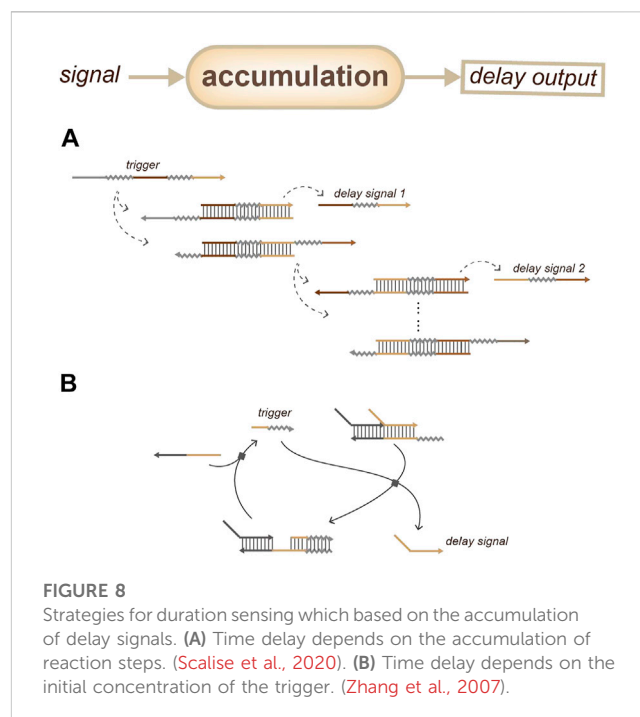 signal
accumulation
delay output
A
trigger
delay signal 1
delay signal 2
B
trigger
delay signal
FIGURE 8
Strategies for duration sensing which based on the accumulation
of delay signals. (A) Time delay depends on the accumulation of
reaction steps. (Scalise et al., 2020). (B) Time delay depends on the
initial concentration of the trigger. (Zhang et al., 2007).